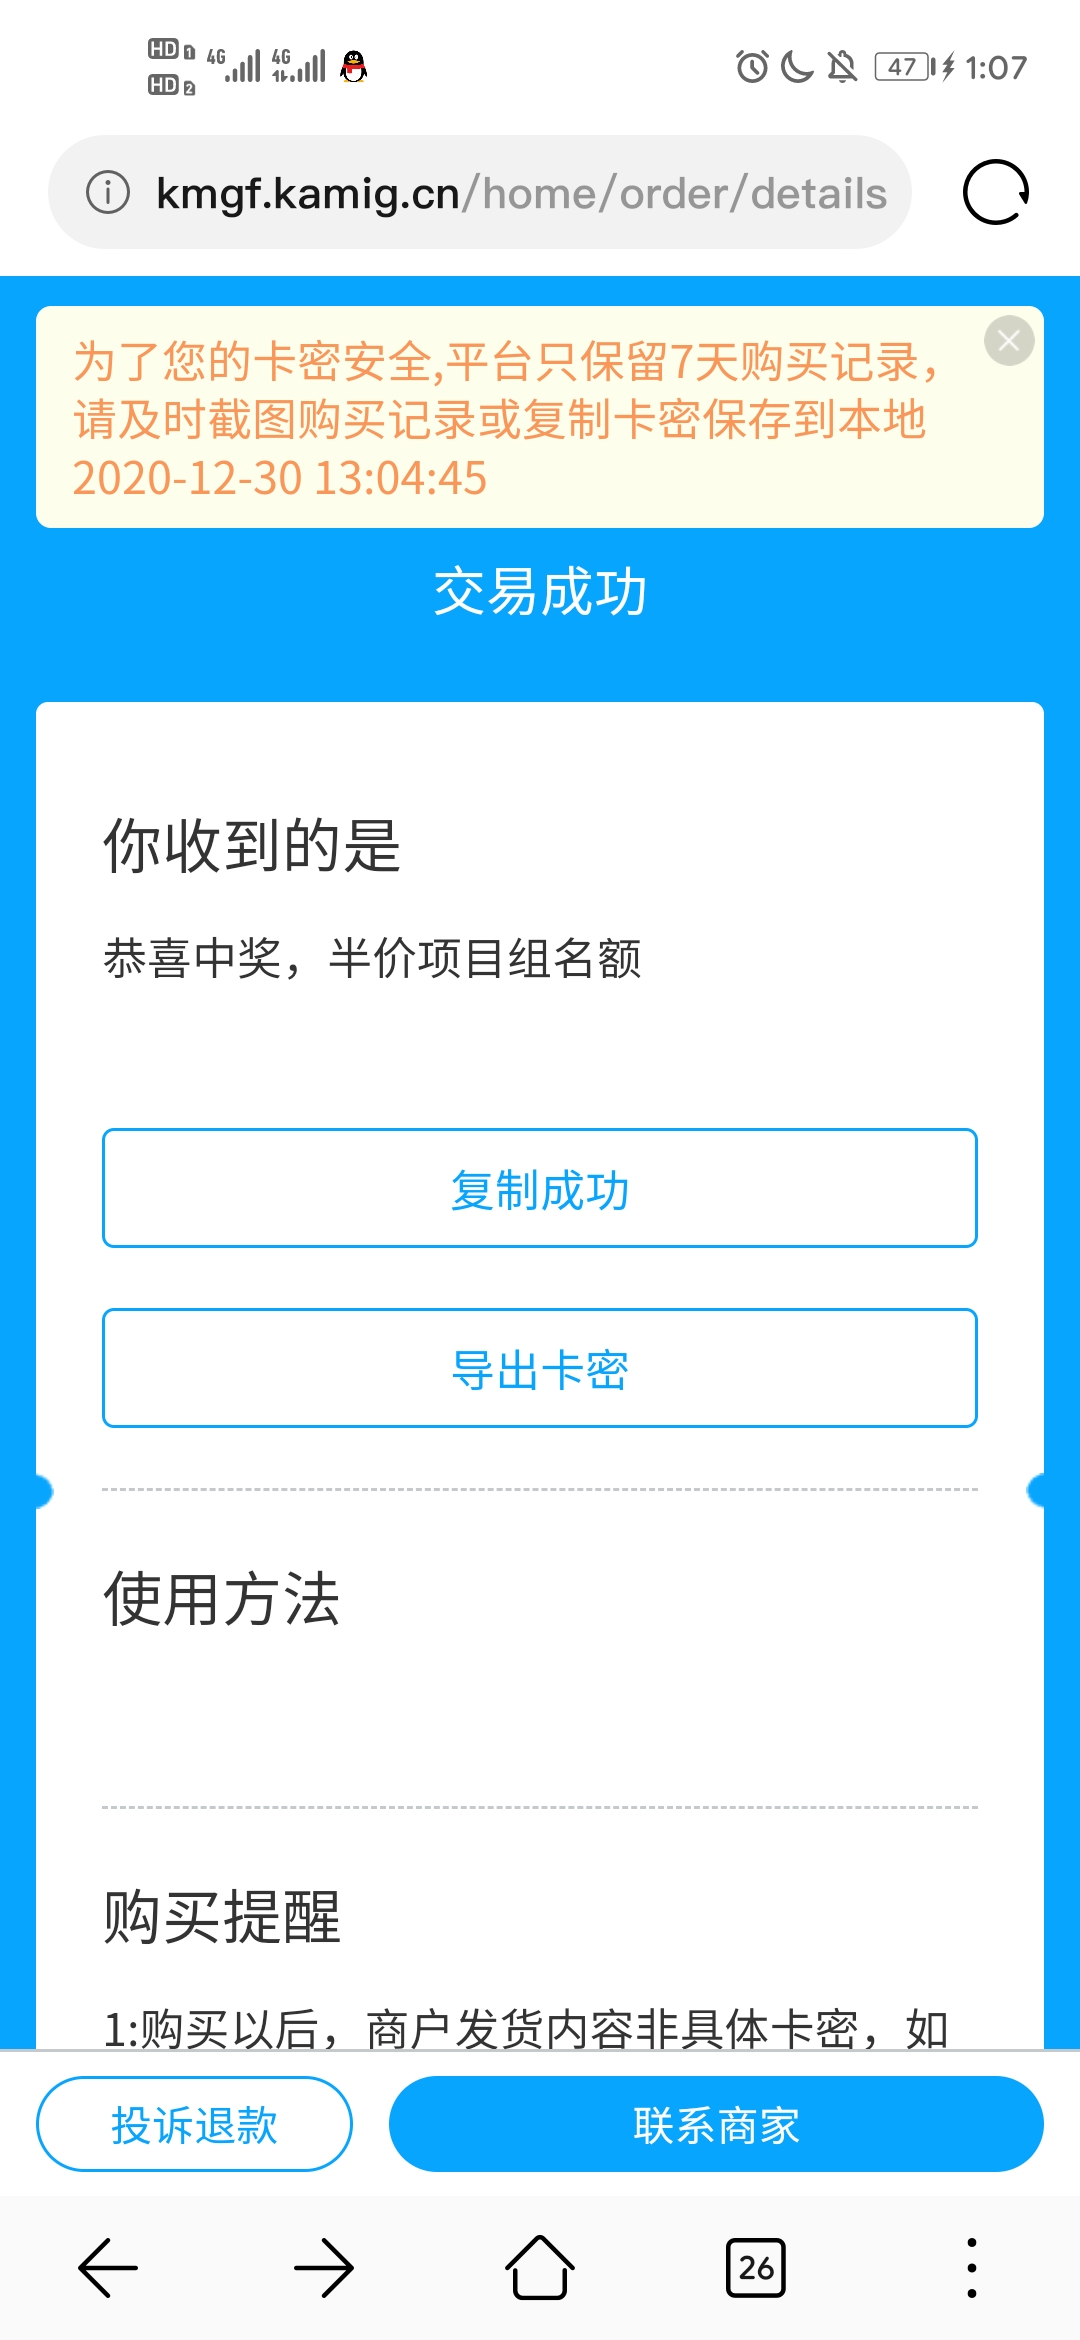 HD 1 4G 4G 47 1:07
HD 2
kmgf.kamig.cn/home/order/details
为了您的卡密安全,平台只保留7天购买记录，
请及时截图购买记录或复制卡密保存到本地
2020-12-30 13:04:45
交易成功
你收到的是
恭喜中奖，半价项目组名额
复制成功
导出卡密
使用方法
购买提醒
1:购买以后，商户发货内容非具体卡密，如
投诉退款 联系商家
26